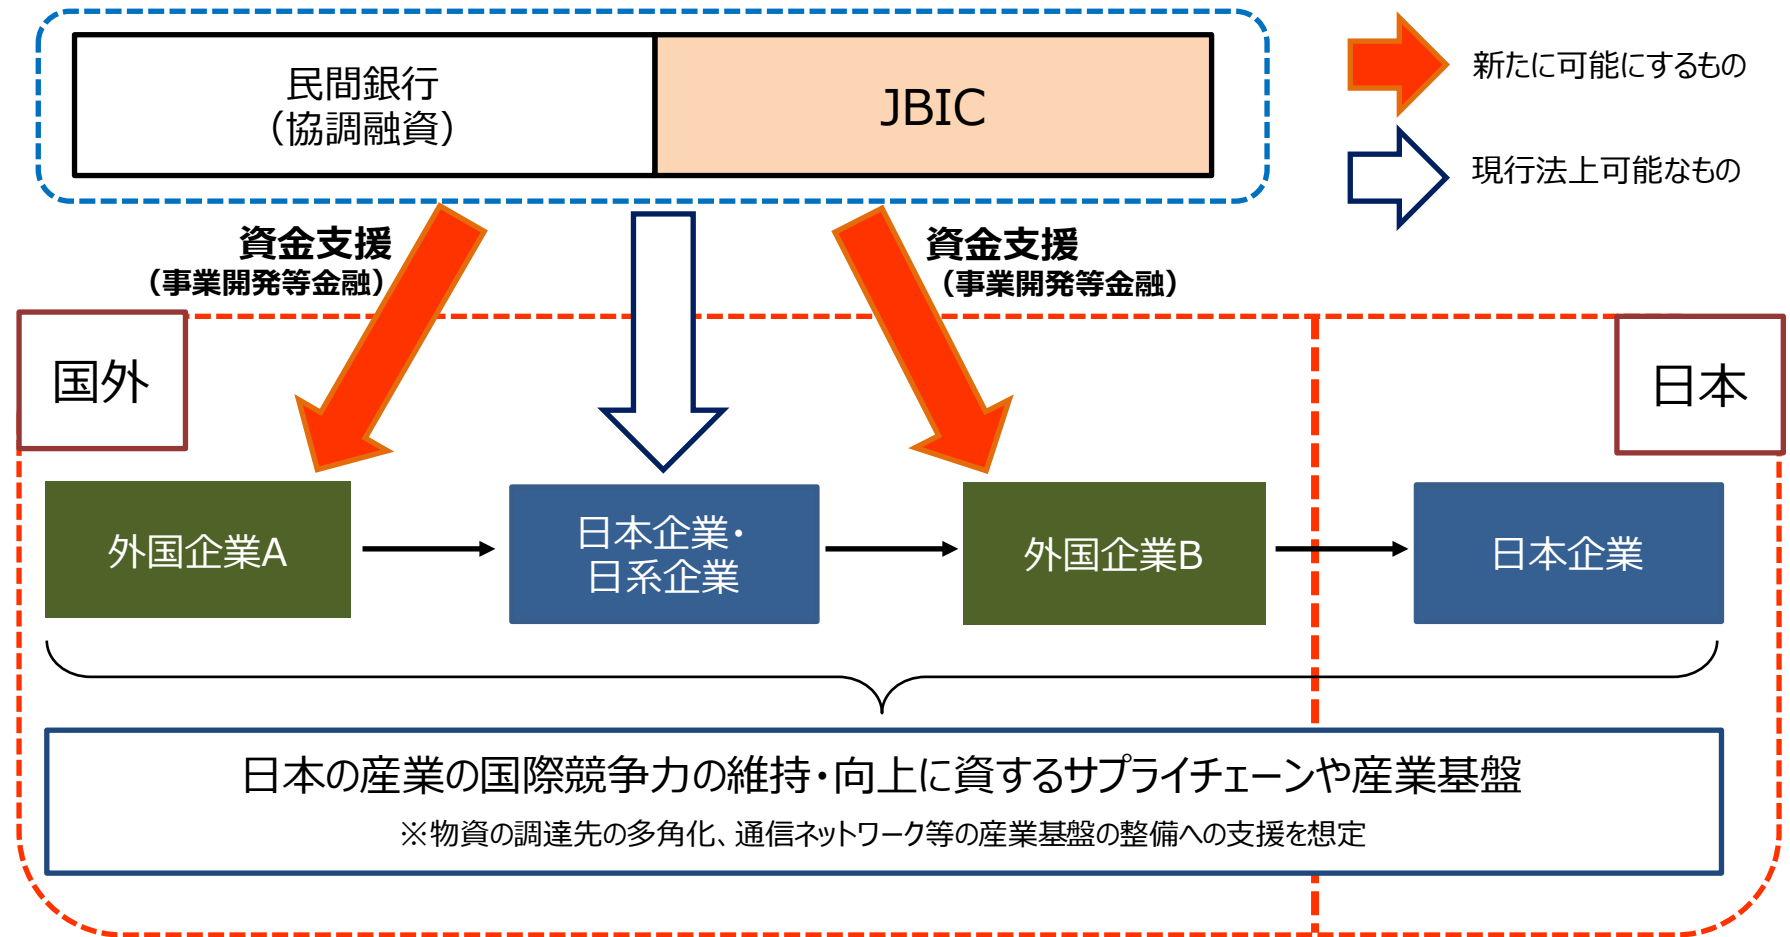 民間銀行
（協調融資）
JBIC
新たに可能にするもの
現行法上可能なもの
資金支援
（事業開発等金融）
資金支援
（事業開発等金融）
国外
日本
外国企業A
日本企業・
日系企業
外国企業B
日本企業
日本の産業の国際競争力の維持・向上に資するサプライチェーンや産業基盤
※物資の調達先の多角化、通信ネットワーク等の産業基盤の整備への支援を想定